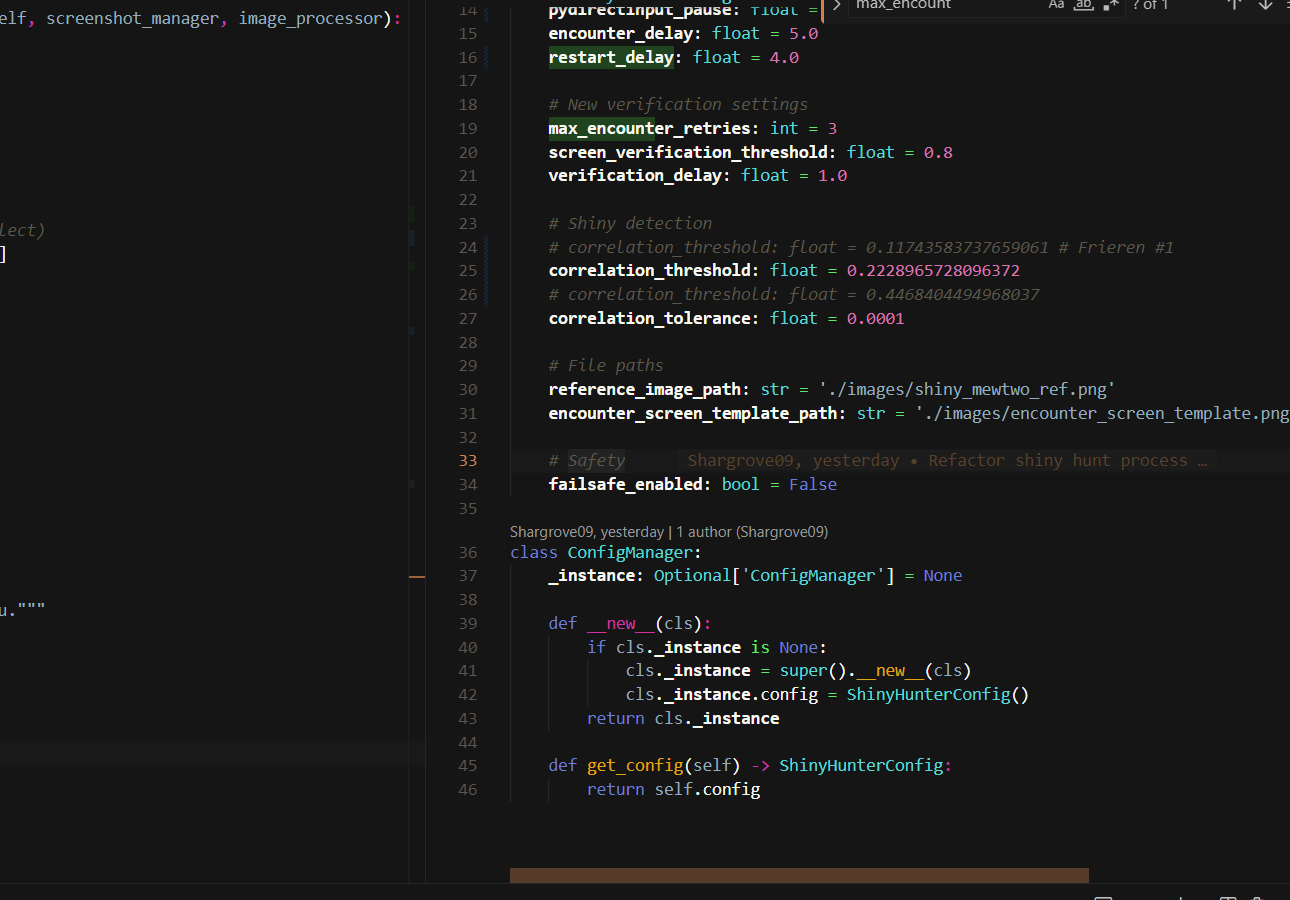 elf, screenshot_manager, image_processor):
lect)
]
u."""
max_encount
Aa ab
? of 1
14 pydirectinput_pause: float =
15 encounter_delay: float = 5.0
16 restart_delay: float = 4.0
17
18 # New verification settings
19 max_encounter_retries: int = 3
20 screen_verification_threshold: float = 0.8
21 verification_delay: float = 1.0
22
23 # Shiny detection
24 # correlation_threshold: float = 0.11743583737659061 # Frieren #1
25 correlation_threshold: float = 0.2228965728096372
26 # correlation_threshold: float = 0.4468404494968037
27 correlation_tolerance: float = 0.0001
28
29 # File paths
30 reference_image_path: str = './images/shiny_mewtwo_ref.png'
31 encounter_screen_template_path: str = './images/encounter_screen_template.png
32
33 # Safety Shargrove09, yesterday • Refactor shiny hunt process …
34 failsafe_enabled: bool = False
35
Shargrove09, yesterday | 1 author (Shargrove09)
36 class ConfigManager:
37 _instance: Optional['ConfigManager'] = None
38
39 def __new__(cls):
40 if cls._instance is None:
41 cls._instance = super().__new__(cls)
42 cls._instance.config = ShinyHunterConfig()
43 return cls._instance
44
45 def get_config(self) -> ShinyHunterConfig:
46 return self.config